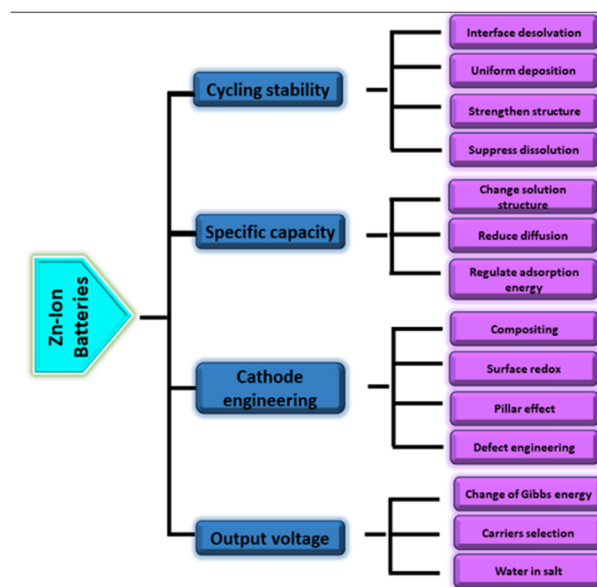 Zn-Ion
Batteries
Cycling stability
Interface desolvation
Uniform deposition
Strengthen structure
Suppress dissolution
Specific capacity
Change solution
structure
Reduce diffusion
Regulate adsorption
energy
Cathode
engineering
Compositing
Surface redox
Pillar effect
Defect engineering
Output voltage
Change of Gibbs energy
Carriers selection
Water in salt